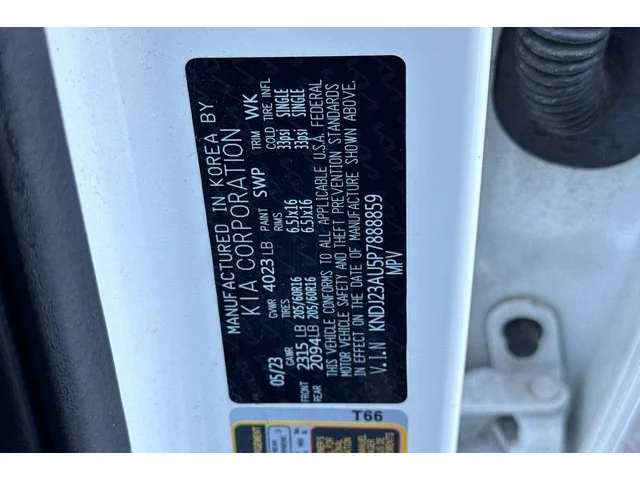 MANUFACTURED IN KOREA BY
KIA CORPORATION
05/23 GVWR 4023 LB PAINT SWP TRIM WK
GAWR TIRES RIMS COLD TIRE INFL
FRONT 2315 LB 205/60R16 6.5Jx16 33psi SINGLE
REAR 2094LB 205/60R16 6.5Jx16 33psi SINGLE
THIS VEHICLE CONFORMS TO ALL APPLICABLE U.S.A. FEDERAL
MOTOR VEHICLE SAFETY AND THEFT PREVENTION STANDARDS
IN EFFECT ON THE DATE OF MANUFACTURE SHOWN ABOVE.
V.I.N KNDJ23AU5P7888859
MPV
T66